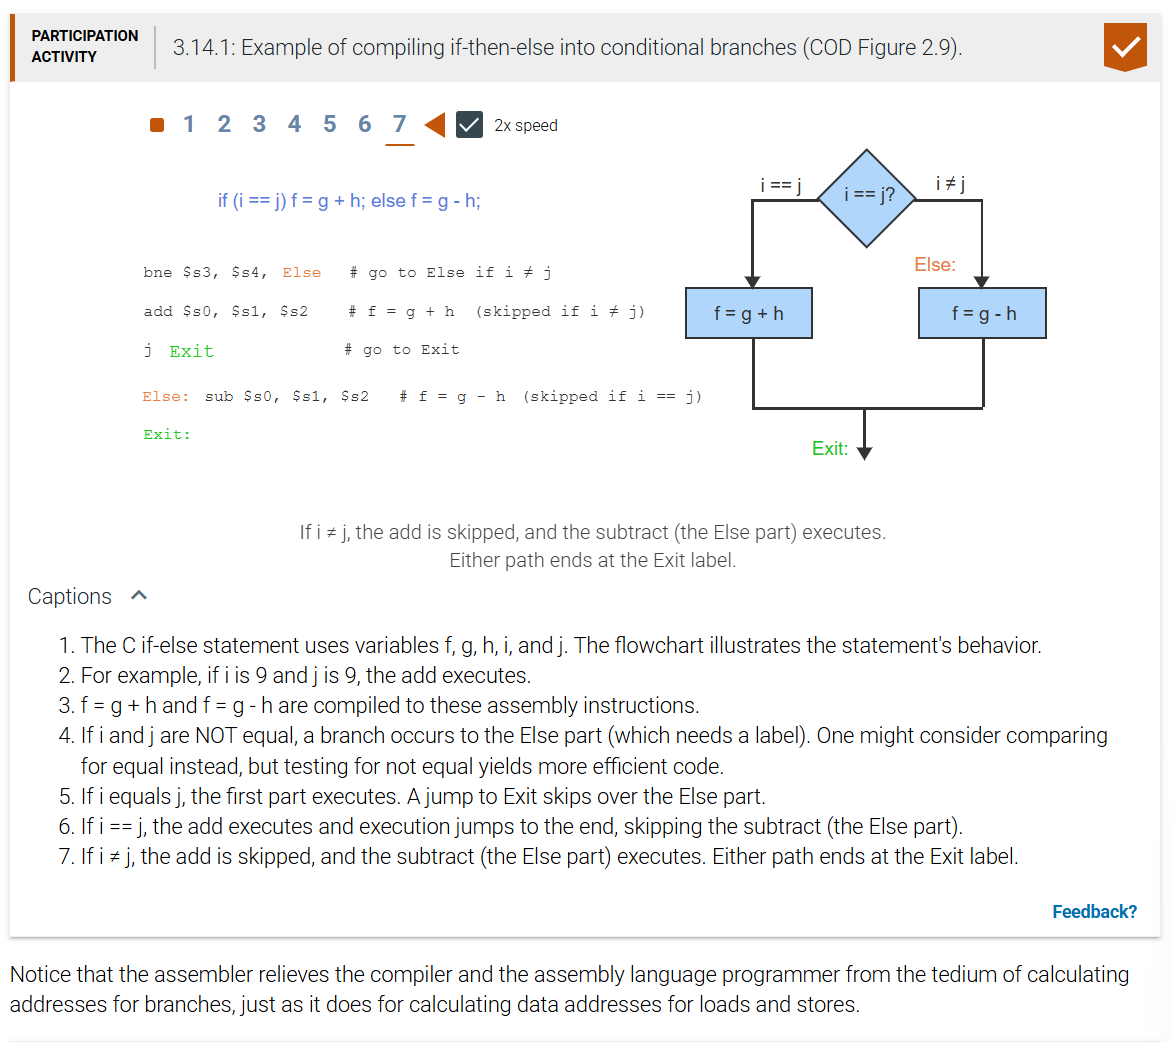 PARTICIPATION
ACTIVITY
3.14.1: Example of compiling if-then-else into conditional branches (COD Figure 2.9).
1 2 3 4 5 6 7 2x speed
if (i == j) f = g + h; else f = g - h;
bne $s3, $s4, Else # go to Else if i ≠ j
add $s0, $s1, $s2 # f = g + h (skipped if i ≠ j)
j Exit # go to Exit
Else: sub $s0, $s1, $s2 # f = g - h (skipped if i == j)
Exit:
i == j
i == j?
i ≠ j
Else:
f = g + h
f = g - h
Exit:
If i ≠ j, the add is skipped, and the subtract (the Else part) executes.
Either path ends at the Exit label.
Captions
1. The C if-else statement uses variables f, g, h, i, and j. The flowchart illustrates the statement's behavior.
2. For example, if i is 9 and j is 9, the add executes.
3. f = g + h and f = g - h are compiled to these assembly instructions.
4. If i and j are NOT equal, a branch occurs to the Else part (which needs a label). One might consider comparing
for equal instead, but testing for not equal yields more efficient code.
5. If i equals j, the first part executes. A jump to Exit skips over the Else part.
6. If i == j, the add executes and execution jumps to the end, skipping the subtract (the Else part).
7. If i ≠ j, the add is skipped, and the subtract (the Else part) executes. Either path ends at the Exit label.
Feedback?
Notice that the assembler relieves the compiler and the assembly language programmer from the tedium of calculating
addresses for branches, just as it does for calculating data addresses for loads and stores.